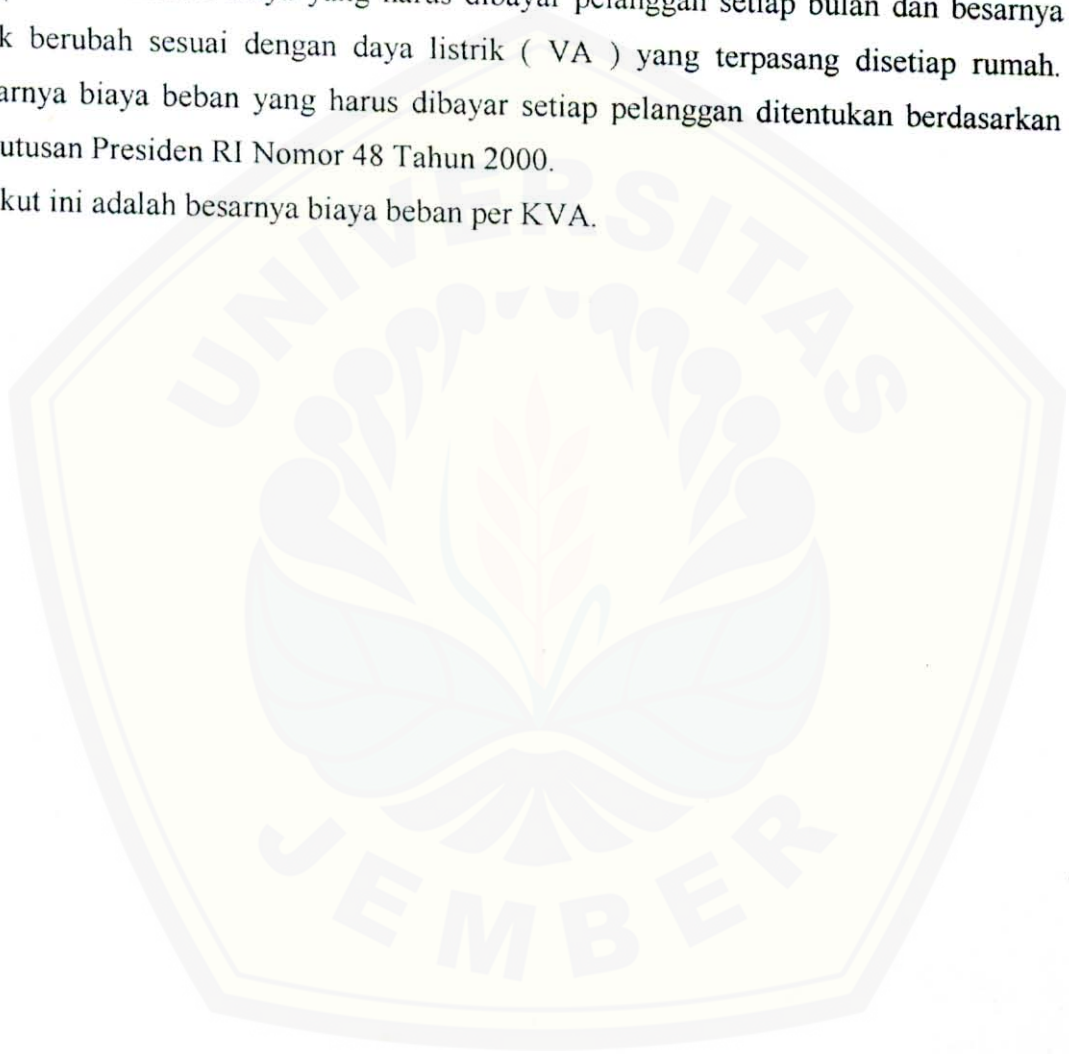 yang harus dibayar pelanggan setiap bulan dan besarnya
k berubah sesuai dengan daya listrik ( VA ) yang terpasang disetiap rumah.
arnya biaya beban yang harus dibayar setiap pelanggan ditentukan berdasarkan
utusan Presiden RI Nomor 48 Tahun 2000.
kut ini adalah besarnya biaya beban per KVA.
UNIVERSITAS
JEMBER